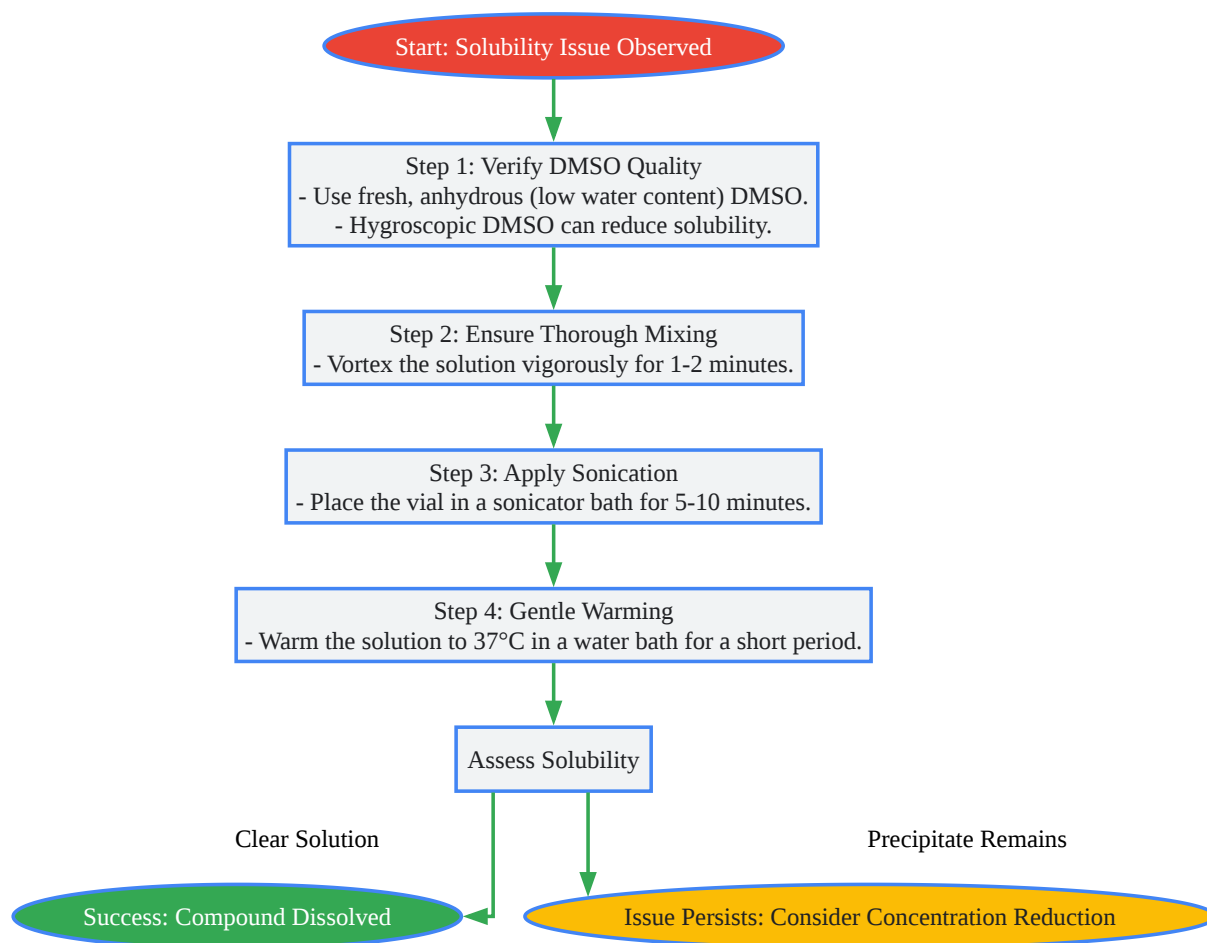 Start: Solubility Issue Observed
Step 1: Verify DMSO Quality
- Use fresh, anhydrous (low water content) DMSO.
- Hygroscopic DMSO can reduce solubility.
Step 2: Ensure Thorough Mixing
- Vortex the solution vigorously for 1-2 minutes.
Step 3: Apply Sonication
- Place the vial in a sonicator bath for 5-10 minutes.
Step 4: Gentle Warming
- Warm the solution to 37°C in a water bath for a short period.
Assess Solubility
Clear Solution
Precipitate Remains
Success: Compound Dissolved
Issue Persists: Consider Concentration Reduction